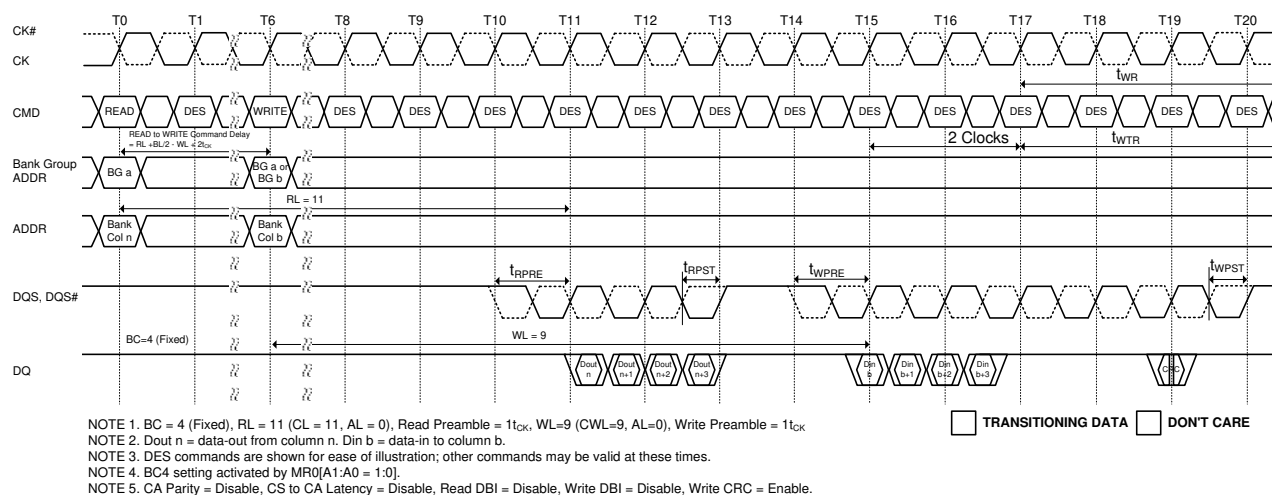 T0 T1 T6 T8 T9 T10 T11 T12 T13 T14 T15 T16 T17 T18 T19 T20
CK#
CK
tWR
CMD READ DES WRITE DES DES DES DES DES DES DES DES DES DES DES DES DES
READ to WRITE Command Delay
= RL +BL/2 - WL + 2tCK
2 Clocks tWTR
Bank Group
ADDR
BG a
BG a or
BG b
RL = 11
ADDR
Bank
Col n
Bank
Col b
tRPRE tRPST tWPRE tWPST
DQS, DQS#
BC=4 (Fixed) WL = 9
DQ
Dout
n
Dout
n+1
Dout
n+2
Dout
n+3
Din
b
Din
b+1
Din
b+2
Din
b+3
CRC
NOTE 1. BC = 4 (Fixed), RL = 11 (CL = 11, AL = 0), Read Preamble = 1tCK, WL=9 (CWL=9, AL=0), Write Preamble = 1tCK
TRANSITIONING DATA DON'T CARE
NOTE 2. Dout n = data-out from column n. Din b = data-in to column b.
NOTE 3. DES commands are shown for ease of illustration; other commands may be valid at these times.
NOTE 4. BC4 setting activated by MR0[A1:A0 = 1:0].
NOTE 5. CA Parity = Disable, CS to CA Latency = Disable, Read DBI = Disable, Write DBI = Disable, Write CRC = Enable.